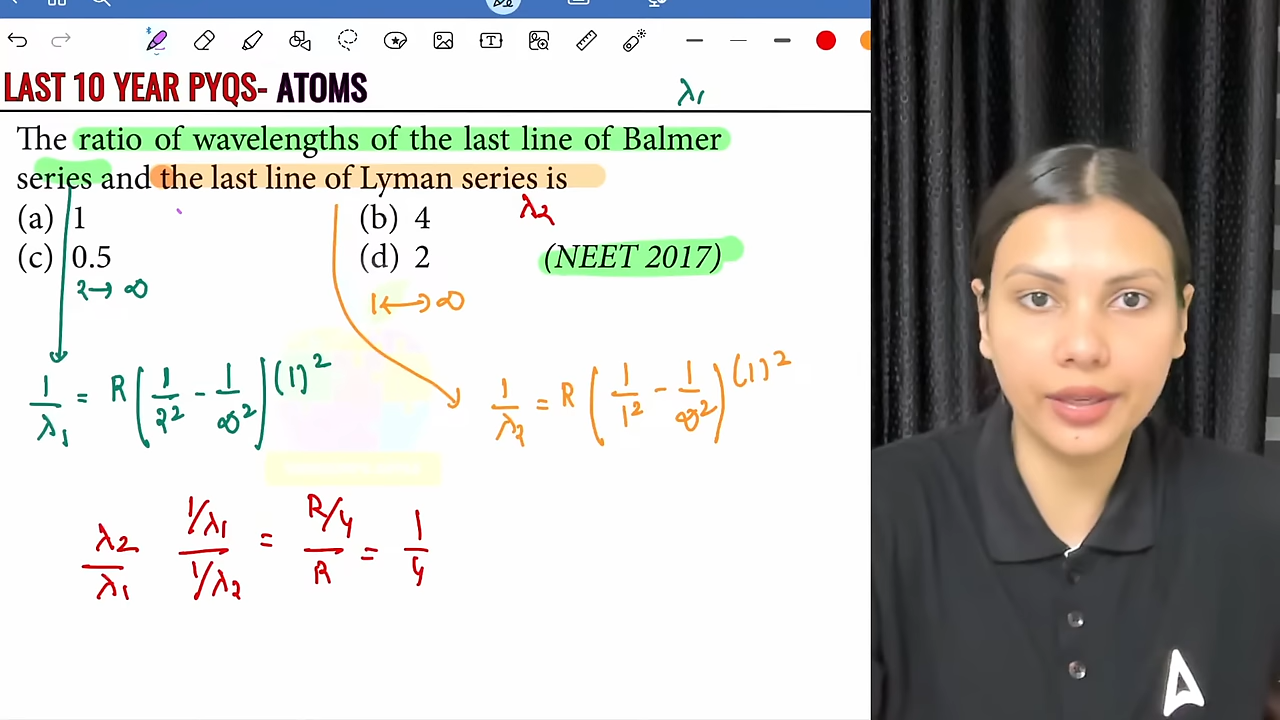 LAST 10 YEAR PYQS- ATOMS
λ₁
The ratio of wavelengths of the last line of Balmer
series and the last line of Lyman series is
λ₂
(a) 1 (b) 4
(c) 0.5 (d) 2 (NEET 2017)
2→ ∞ 1⟷∞
1/λ₁ = R(1/2² - 1/∞²)(1)² 1/λ₂ = R(1/1² - 1/∞²)(1)²
λ₂/λ₁ (1/λ₁)/(1/λ₂) = (R/4)/R = 1/4